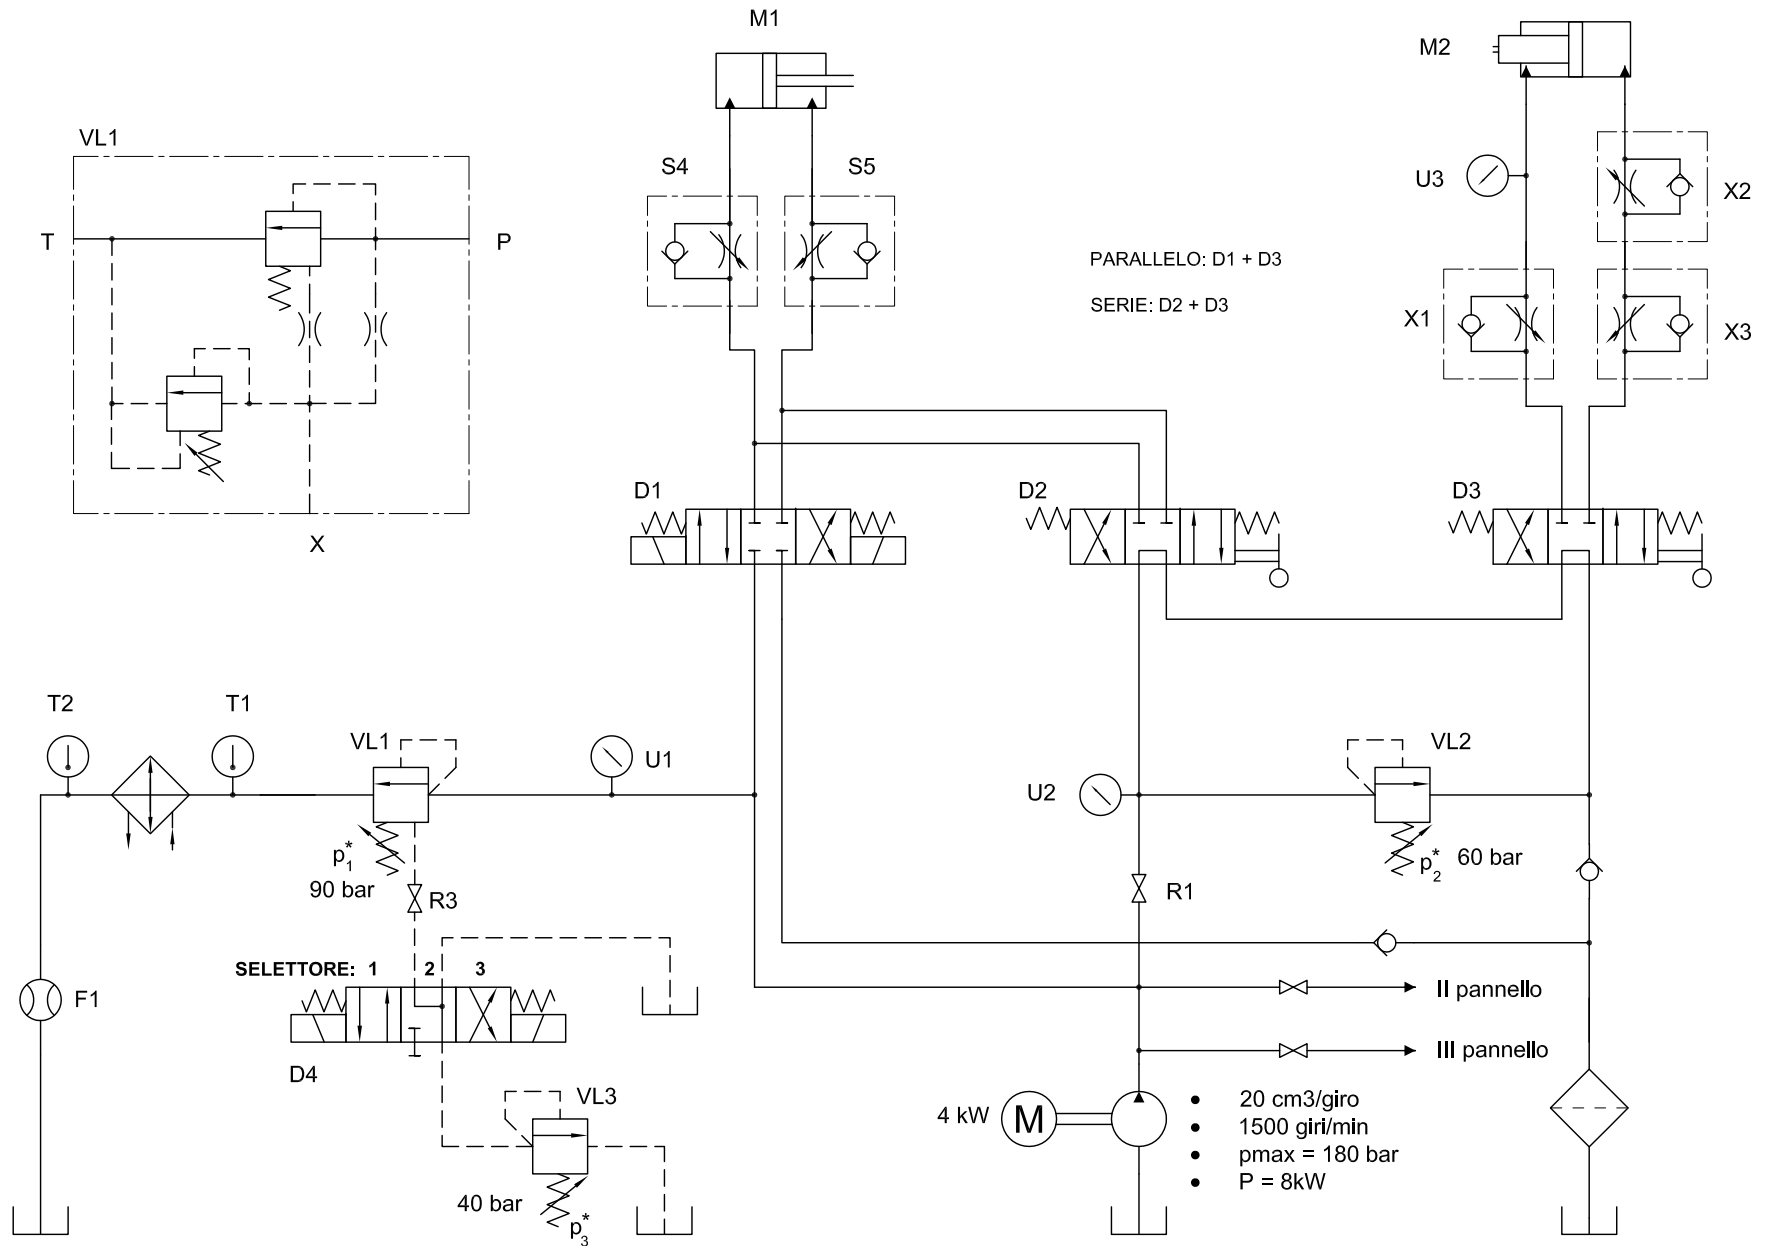 M1
M2
VL1
S4
S5
U3
X2
T
P
PARALLELO: D1 + D3
SERIE: D2 + D3
X1
X3
D1
D2
D3
X
T2
T1
VL1
U1
VL2
U2
p1*
90 bar
p2*
60 bar
R3
R1
SELETTORE: 1 2 3
F1
II pannello
D4
III pannello
VL3
4 kW
M
• 20 cm3/giro
• 1500 giri/min
• pmax = 180 bar
• P = 8kW
40 bar
p3*